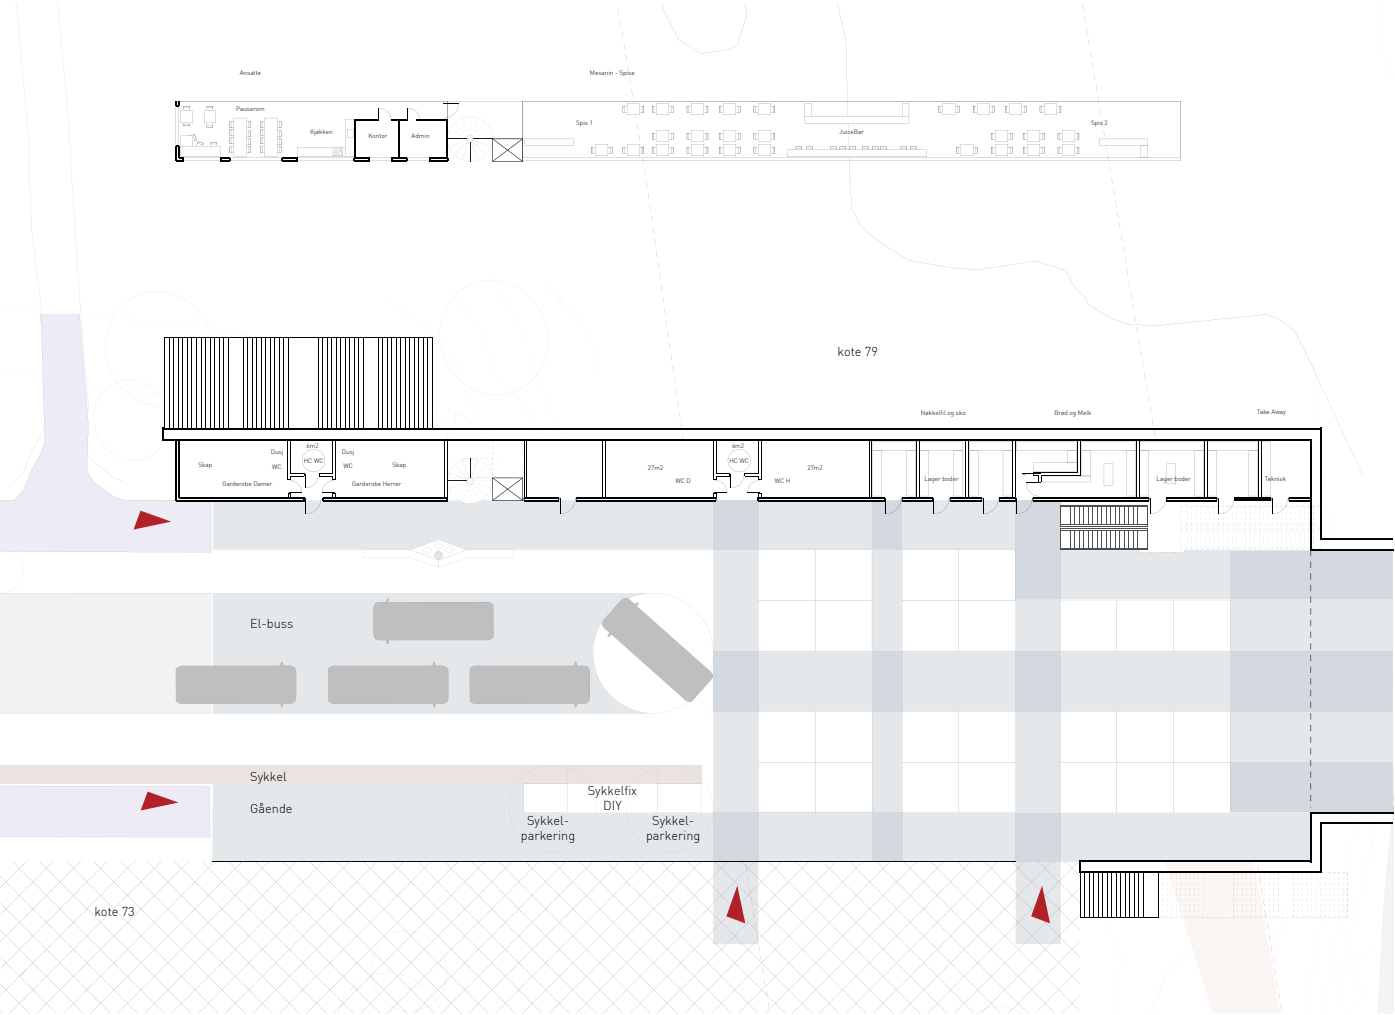 Ansatte
Mesanin - Spise
Pauserom
Kjøkken
Kontor
Admin
Spis 1
JuiceBar
Spis 2
kote 79
Nøkkelfil og sko
Brød og Melk
Take Away
Skap
Dusj
WC
Garderobe Damer
6m2
HC WC
Dusj
WC
Skap
Garderobe Herrer
27m2
WC D
6m2
HC WC
27m2
WC H
Lager boder
Lager boder
Teknisk
El-buss
Sykkel
Gående
Sykkelfix
DIY
Sykkel-
parkering
Sykkel-
parkering
kote 73